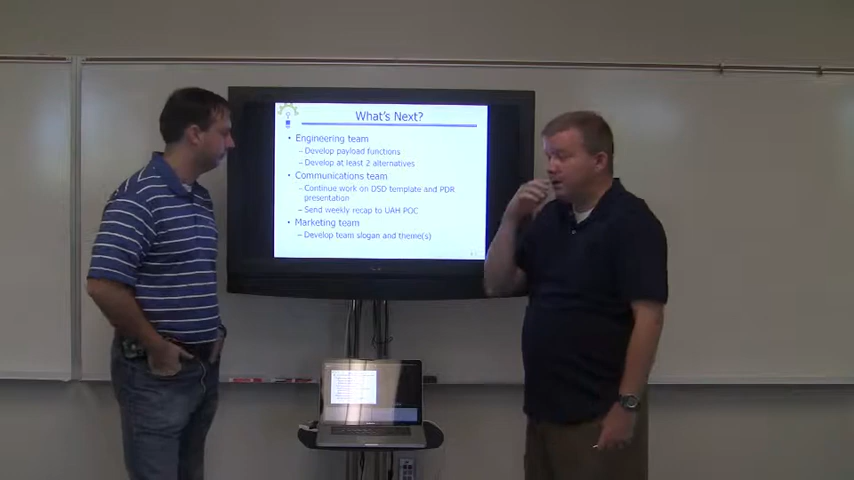 What's Next?
• Engineering team
– Develop payload functions
– Develop at least 2 alternatives
• Communications team
– Continue work on DSD template and PDR
presentation
– Send weekly recap to UAH POC
• Marketing team
– Develop team slogan and theme(s)